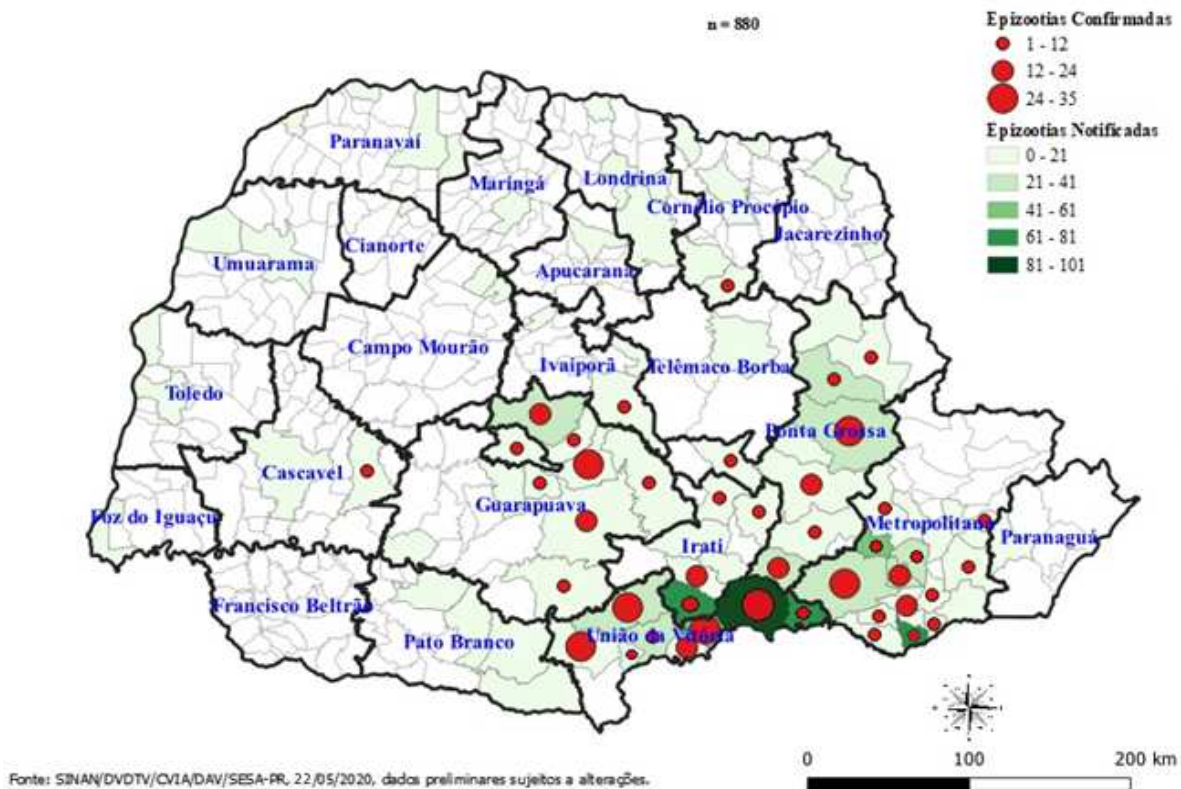 n = 880
Epizootias Confirmadas
1 - 12
12 - 24
24 - 35
Epizootias Notificadas
0 - 21
21 - 41
41 - 61
61 - 81
81 - 101
Paranavaí
Maringá
Londrina
Cornélio Procópio
Jacarezinho
Umuarama
Cianorte
Apucarana
Campo Mourão
Ivaiporã
Telêmaco Borba
Toledo
Ponta Grossa
Cascavel
Guarapuava
Foz do Iguaçu
Metropolitana
Paranaguá
Irati
Francisco Beltrão
Pato Branco
União da Vitória
0 100 200 km
Fonte: SINAN/DVDTV/CVIA/DAV/SESA-PR, 22/05/2020, dados preliminares sujeitos a alterações.